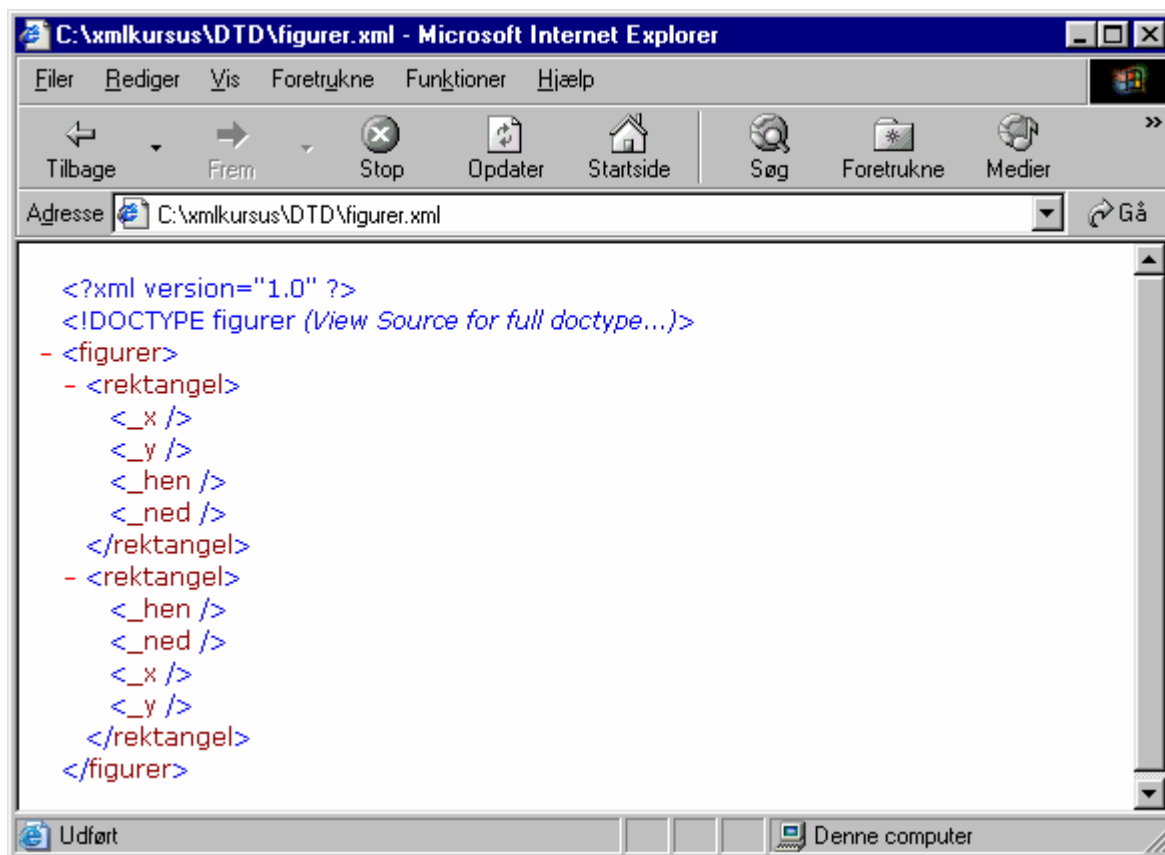 C:\xmlkursus\DTD\figurer.xml - Microsoft Internet Explorer
Filer Rediger Vis Foretrukne Funktioner Hjælp
Tilbage Frem Stop Opdater Startside Søg Foretrukne Medier »
Adresse C:\xmlkursus\DTD\figurer.xml Gå
<?xml version="1.0" ?>
<!DOCTYPE figurer (View Source for full doctype...)>
- <figurer>
- <rektangel>
<_x />
<_y />
<_hen />
<_ned />
</rektangel>
- <rektangel>
<_hen />
<_ned />
<_x />
<_y />
</rektangel>
</figurer>
Udført Denne computer